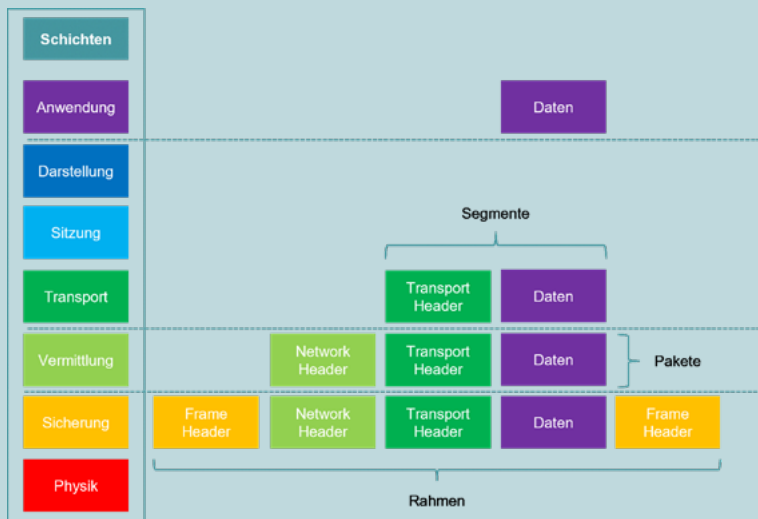 Schichten
Anwendung
Daten
Darstellung
Sitzung
Segmente
Transport
Transport
Header
Daten
Vermittlung
Network
Header
Transport
Header
Daten
Pakete
Sicherung
Frame
Header
Network
Header
Transport
Header
Daten
Frame
Header
Physik
Rahmen